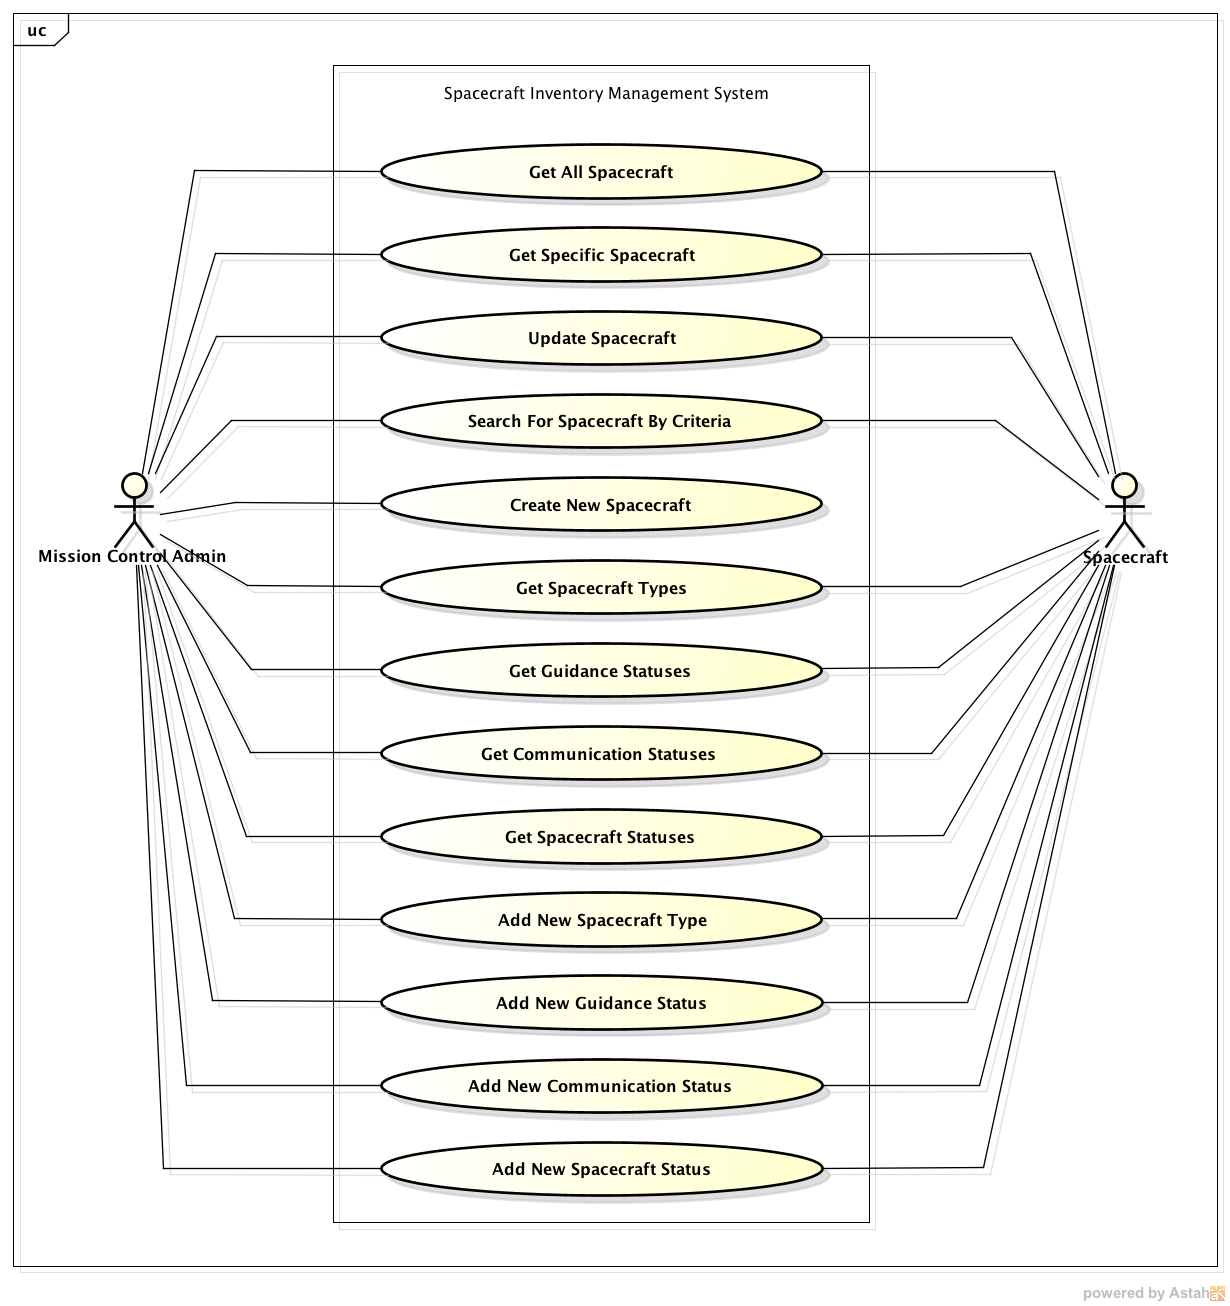 uc
Spacecraft Inventory Management System
Get All Spacecraft
Get Specific Spacecraft
Update Spacecraft
Search For Spacecraft By Criteria
Create New Spacecraft
Mission Control Admin
Spacecraft
Get Spacecraft Types
Get Guidance Statuses
Get Communication Statuses
Get Spacecraft Statuses
Add New Spacecraft Type
Add New Guidance Status
Add New Communication Status
Add New Spacecraft Status
powered by Astah